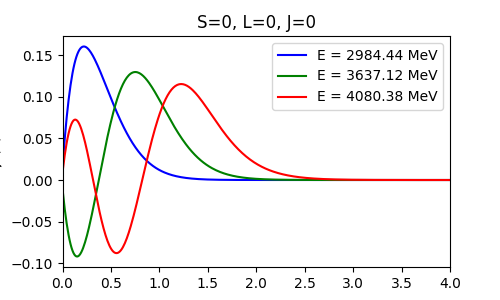 S=0, L=0, J=0
E = 2984.44 MeV
E = 3637.12 MeV
E = 4080.38 MeV
0.15
0.10
0.05
0.00
−0.05
−0.10
0.0 0.5 1.0 1.5 2.0 2.5 3.0 3.5 4.0